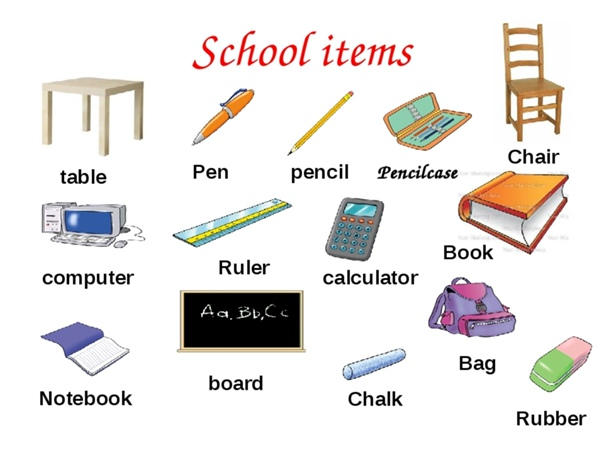 School items
table
Pen
pencil
Pencilcase
Chair
computer
Ruler
calculator
Book
Aa, Bb, Cc
Notebook
board
Chalk
Bag
Rubber